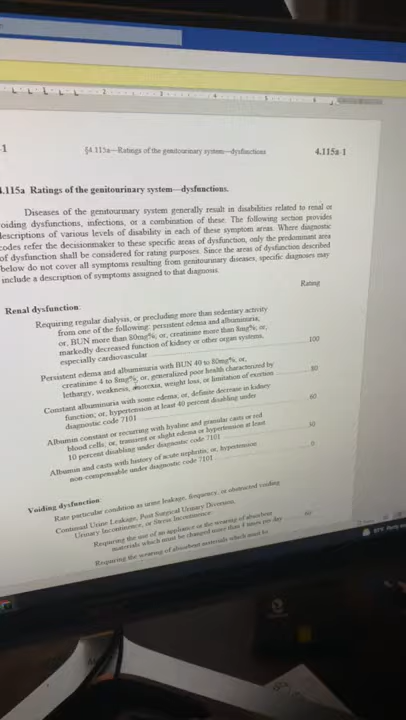 -1 §4.115a—Ratings of the genitourinary system—dysfunctions 4.115a-1
4.115a Ratings of the genitourinary system—dysfunctions.
Diseases of the genitourinary system generally result in disabilities related to renal or
voiding dysfunctions, infections, or a combination of these. The following section provides
descriptions of various levels of disability in each of these symptom areas. Where diagnostic
codes refer the decisionmaker to these specific areas of dysfunction, only the predominant area
of dysfunction shall be considered for rating purposes. Since the areas of dysfunction described
below do not cover all symptoms resulting from genitourinary diseases, specific diagnoses may
include a description of symptoms assigned to that diagnosis.
Rating
Renal dysfunction:
Requiring regular dialysis, or precluding more than sedentary activity
from one of the following: persistent edema and albuminuria;
or, BUN more than 80mg%; or, creatinine more than 8mg%; or,
markedly decreased function of kidney or other organ systems,
especially cardiovascular 100
Persistent edema and albuminuria with BUN 40 to 80mg%; or,
creatinine 4 to 8mg%; or, generalized poor health characterized by
lethargy, weakness, anorexia, weight loss, or limitation of exertion 80
Constant albuminuria with some edema; or, definite decrease in kidney
function; or, hypertension at least 40 percent disabling under
diagnostic code 7101 60
Albumin constant or recurring with hyaline and granular casts or red
blood cells; or, transient or slight edema or hypertension at least
10 percent disabling under diagnostic code 7101 30
Albumin and casts with history of acute nephritis; or, hypertension
non-compensable under diagnostic code 7101 0
Voiding dysfunction
Rate particular condition as urine leakage, frequency, or obstructed voiding
Continual Urine Leakage, Post Surgical Urinary Diversion,
Urinary Incontinence, or Stress Incontinence:
Requiring the use of an appliance or the wearing of absorbent
materials which must be changed more than 4 times per day 60
Requiring the wearing of absorbent materials which must be